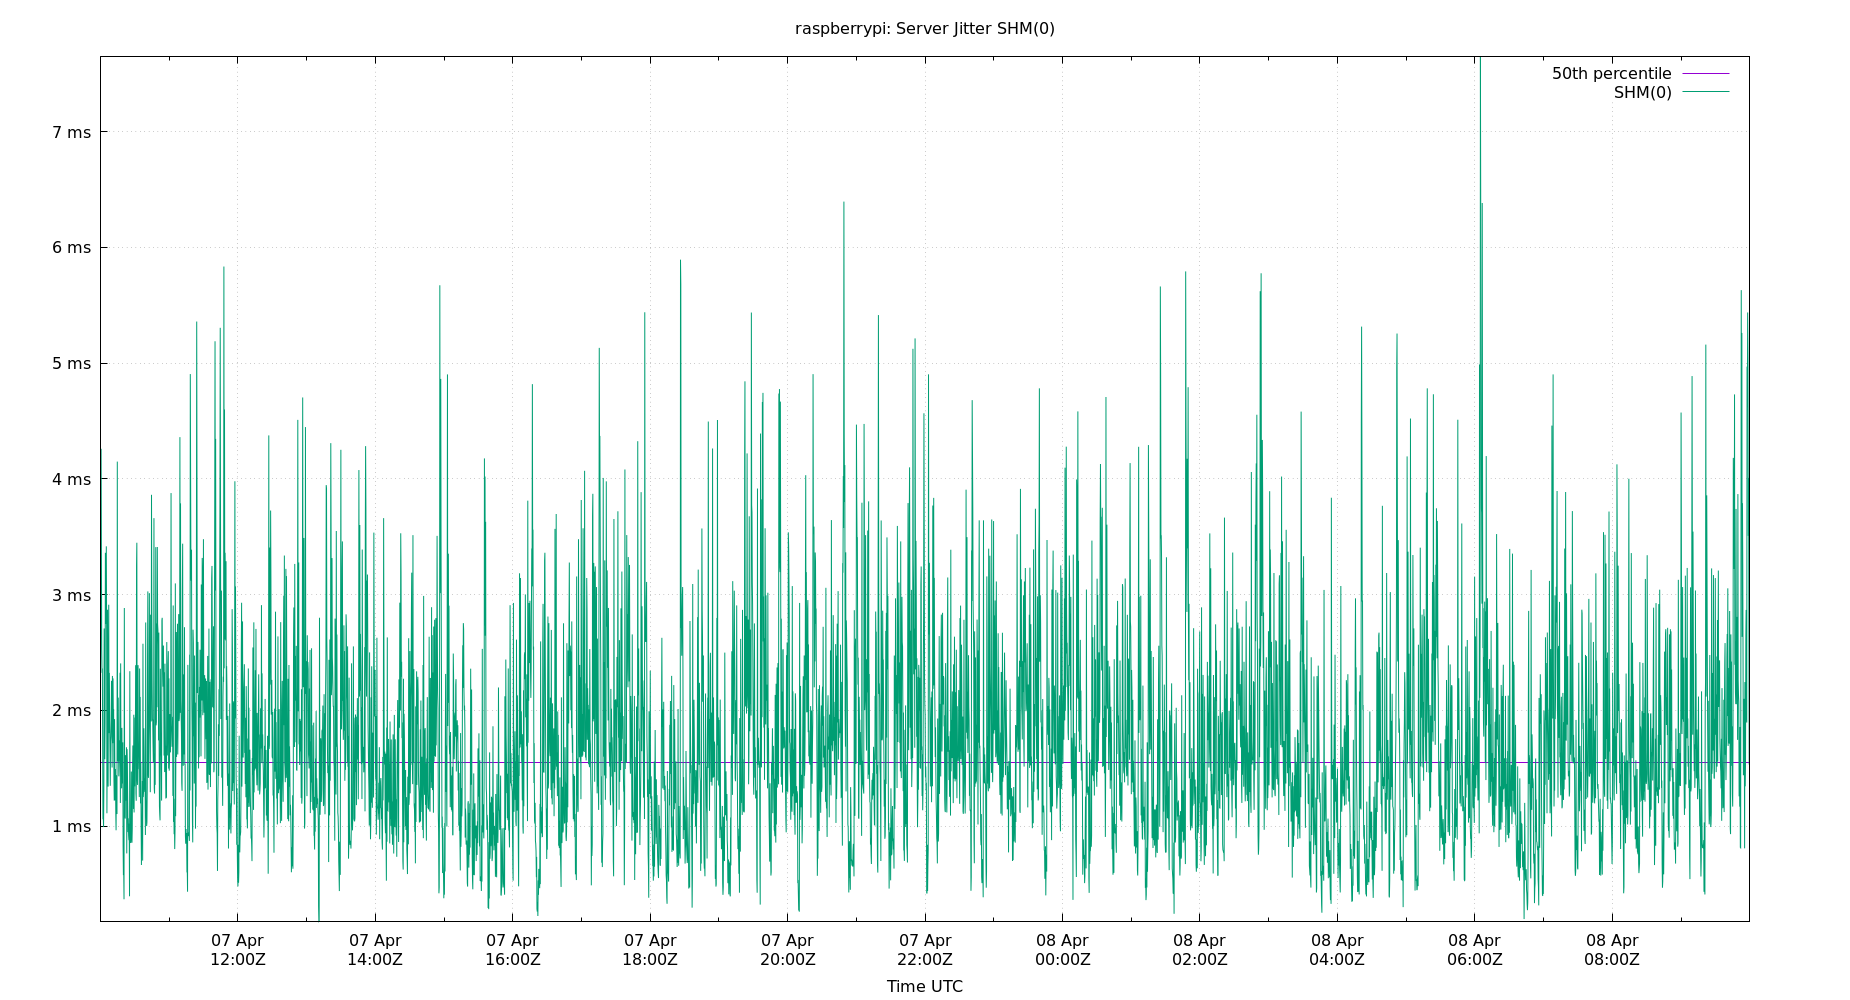 raspberrypi: Server Jitter SHM(0)
50th percentile
SHM(0)
7 ms
6 ms
5 ms
4 ms
3 ms
2 ms
1 ms
07 Apr 07 Apr 07 Apr 07 Apr 07 Apr 07 Apr 08 Apr 08 Apr 08 Apr 08 Apr 08 Apr
12:00Z 14:00Z 16:00Z 18:00Z 20:00Z 22:00Z 00:00Z 02:00Z 04:00Z 06:00Z 08:00Z
Time UTC